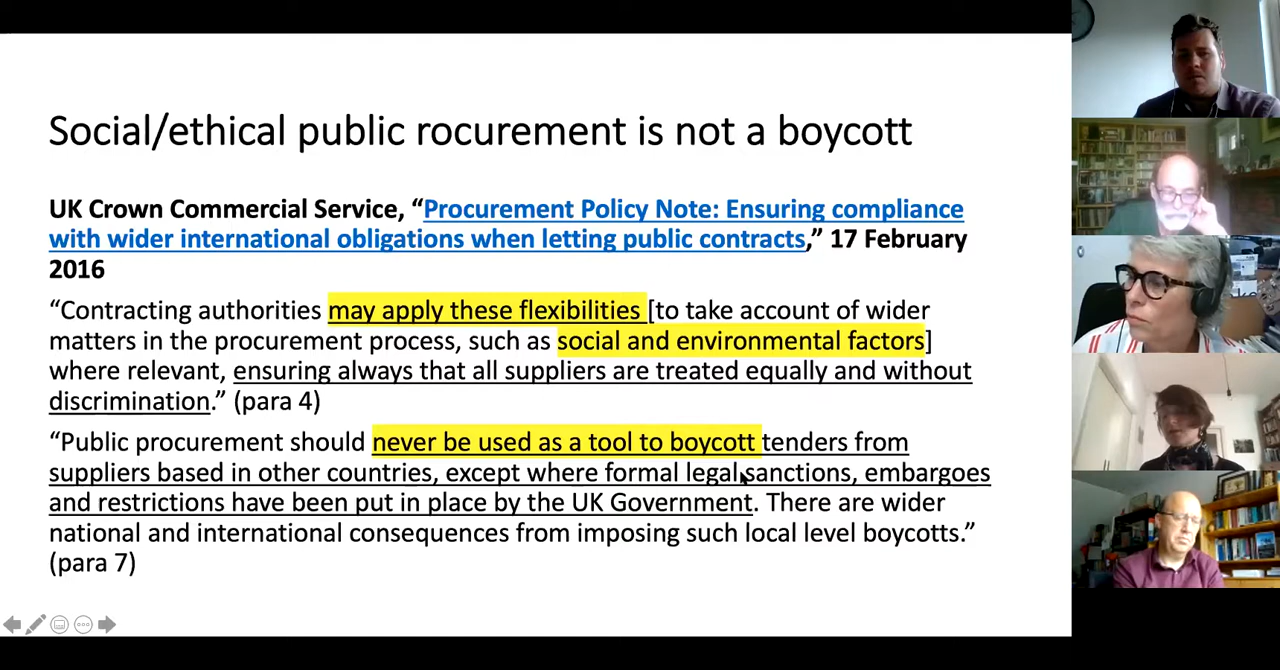 Social/ethical public rocurement is not a boycott
UK Crown Commercial Service, “Procurement Policy Note: Ensuring compliance
with wider international obligations when letting public contracts,” 17 February
2016
“Contracting authorities may apply these flexibilities [to take account of wider
matters in the procurement process, such as social and environmental factors]
where relevant, ensuring always that all suppliers are treated equally and without
discrimination.” (para 4)
“Public procurement should never be used as a tool to boycott tenders from
suppliers based in other countries, except where formal legal sanctions, embargoes
and restrictions have been put in place by the UK Government. There are wider
national and international consequences from imposing such local level boycotts.”
(para 7)